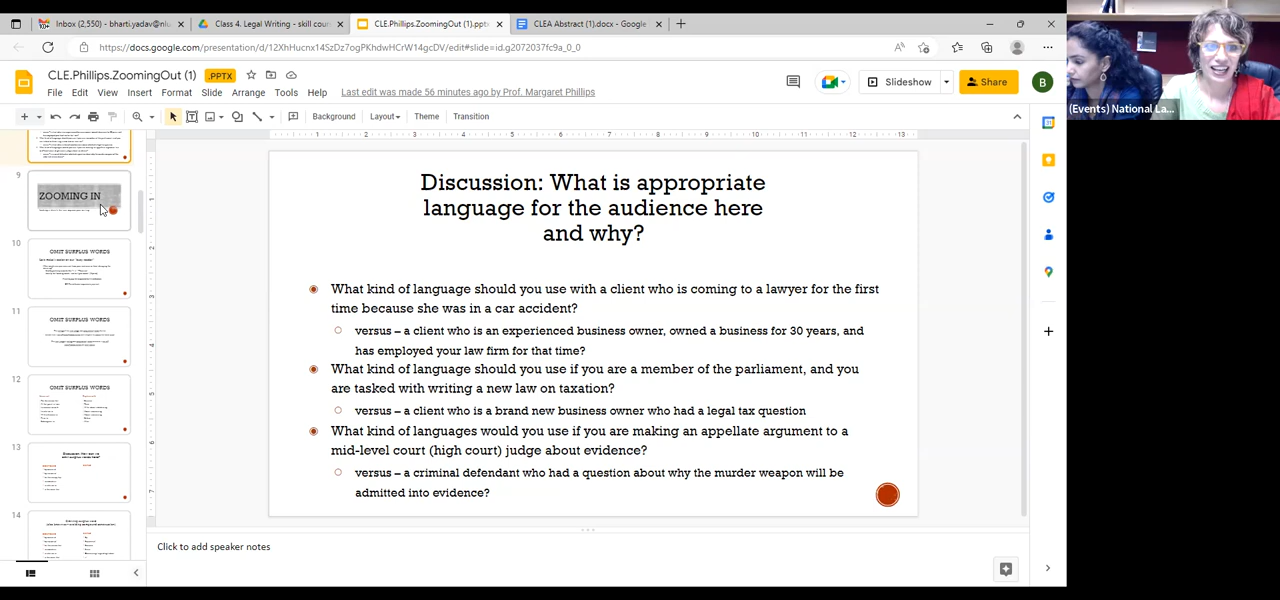 Inbox (2,550) - bharti.yadav@nlu
Class 4. Legal Writing - skill cours
CLE.Phillips.ZoomingOut (1).pptx
CLEA Abstract (1).docx - Google
https://docs.google.com/presentation/d/12XhHucnx14SzDz7ogPKhdwHCrW14gcDV/edit#slide=id.g2072037fc9a_0_0
CLE.Phillips.ZoomingOut (1) .PPTX
File Edit View Insert Format Slide Arrange Tools Help Last edit was made 56 minutes ago by Prof. Margaret Phillips
Slideshow
Share
B
Background Layout Theme Transition
(Events) National La...
9
ZOOMING IN
10
OMIT SURPLUS WORDS
11
OMIT SURPLUS WORDS
12
OMIT SURPLUS WORDS
13
14
Discussion: What is appropriate
language for the audience here
and why?
What kind of language should you use with a client who is coming to a lawyer for the first
time because she was in a car accident?
versus – a client who is an experienced business owner, owned a business for 30 years, and
has employed your law firm for that time?
What kind of language should you use if you are a member of the parliament, and you
are tasked with writing a new law on taxation?
versus – a client who is a brand new business owner who had a legal tax question
What kind of languages would you use if you are making an appellate argument to a
mid-level court (high court) judge about evidence?
versus – a criminal defendant who had a question about why the murder weapon will be
admitted into evidence?
Click to add speaker notes